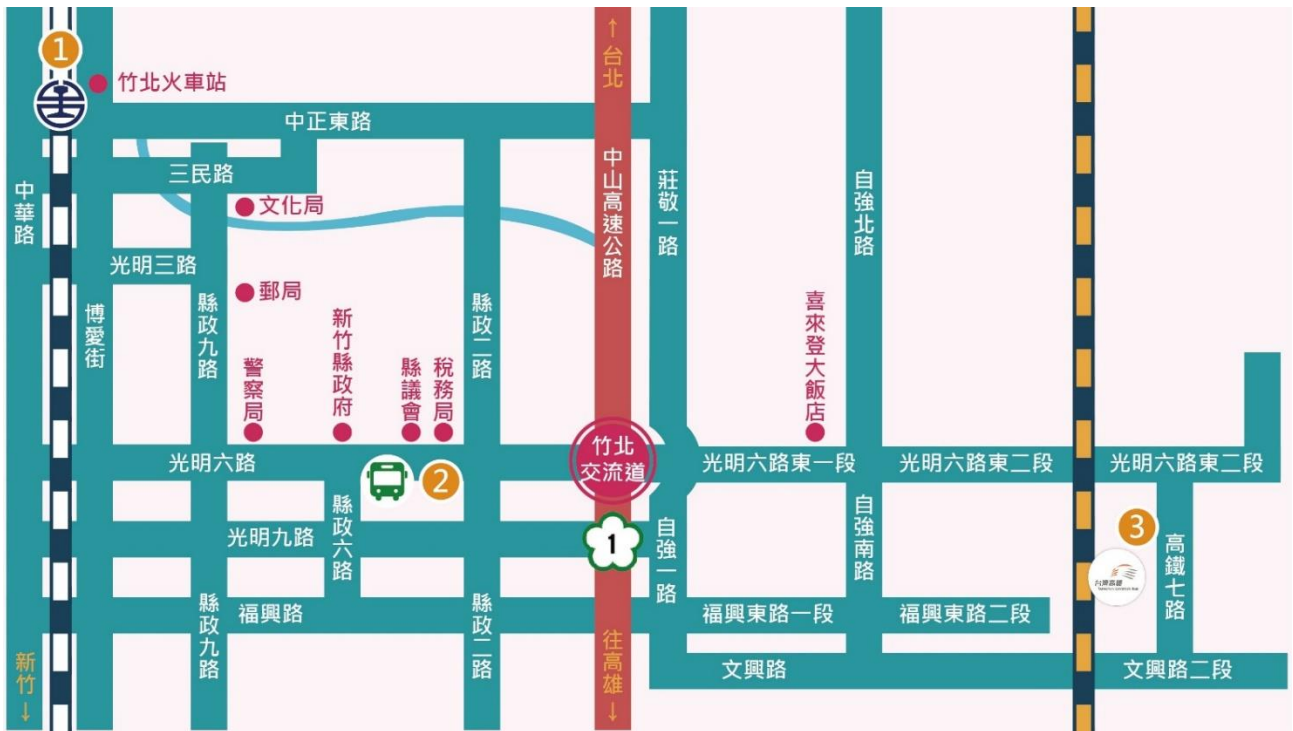 1
竹北火車站
↑台北
中正東路
三民路
中華路
文化局
中山高速公路
莊敬一路
自強北路
光明三路
郵局
博愛街
縣政九路
新竹縣政府
縣政二路
喜來登大飯店
警察局
縣議會
稅務局
光明六路
2
竹北
交流道
光明六路東一段
光明六路東二段
光明六路東二段
縣政六路
光明九路
1
自強一路
自強南路
3
高鐵七路
台灣高鐵
縣政九路
福興路
縣政二路
福興東路一段
福興東路二段
新竹↓
往高雄↓
文興路
文興路二段